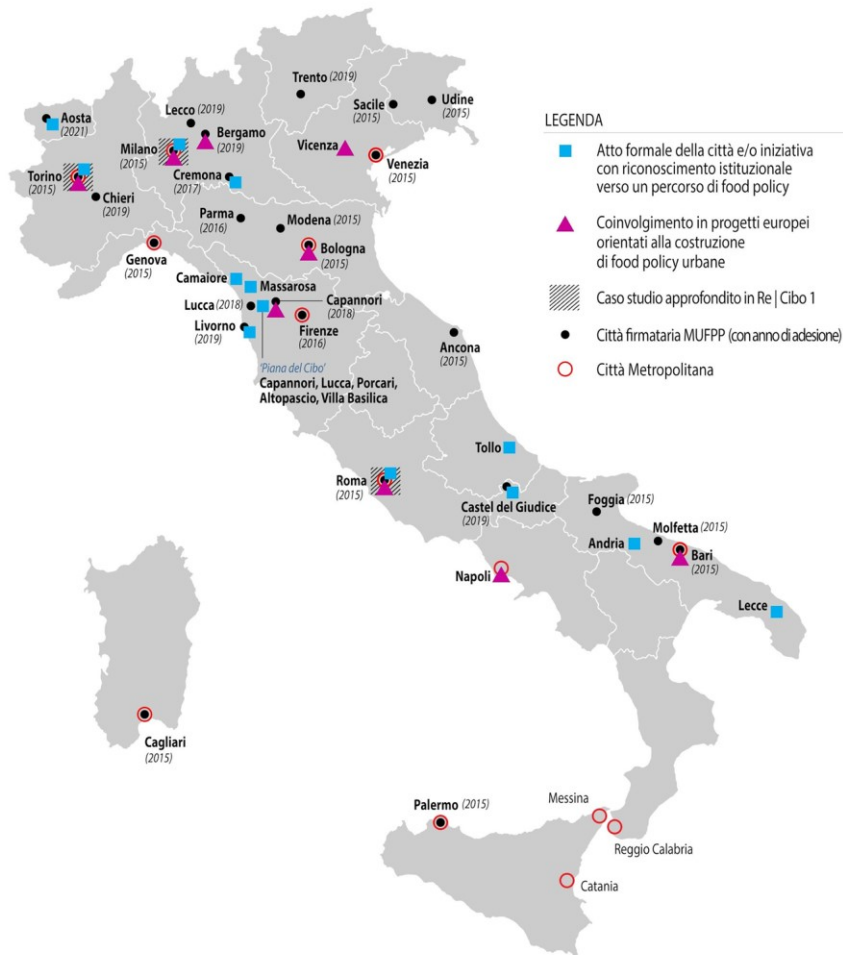 Trento (2019)
Lecco (2019)
Sacile
(2015)
Udine
(2015)
Aosta
(2021)
Bergamo
(2019)
Milano
(2015)
Vicenza
Venezia
(2015)
Torino
(2015)
Cremona
(2017)
Chieri
(2019)
Parma
(2016)
Modena (2015)
Genova
(2015)
Bologna
(2015)
Camaiore
Massarosa
Lucca (2018)
Capannori
(2018)
Livorno
(2019)
Firenze
(2016)
Ancona
(2015)
'Piana del Cibo'
Capannori, Lucca, Porcari,
Altopascio, Villa Basilica
Tollo
Roma
(2015)
Castel del Giudice
(2019)
Foggia (2015)
Molfetta (2015)
Andria
Bari
(2015)
Napoli
Lecce
Cagliari
(2015)
Palermo (2015)
Messina
Reggio Calabria
Catania
LEGENDA
Atto formale della città e/o iniziativa
con riconoscimento istituzionale
verso un percorso di food policy
Coinvolgimento in progetti europei
orientati alla costruzione
di food policy urbane
Caso studio approfondito in Re | Cibo 1
Città firmataria MUFPP (con anno di adesione)
Città Metropolitana